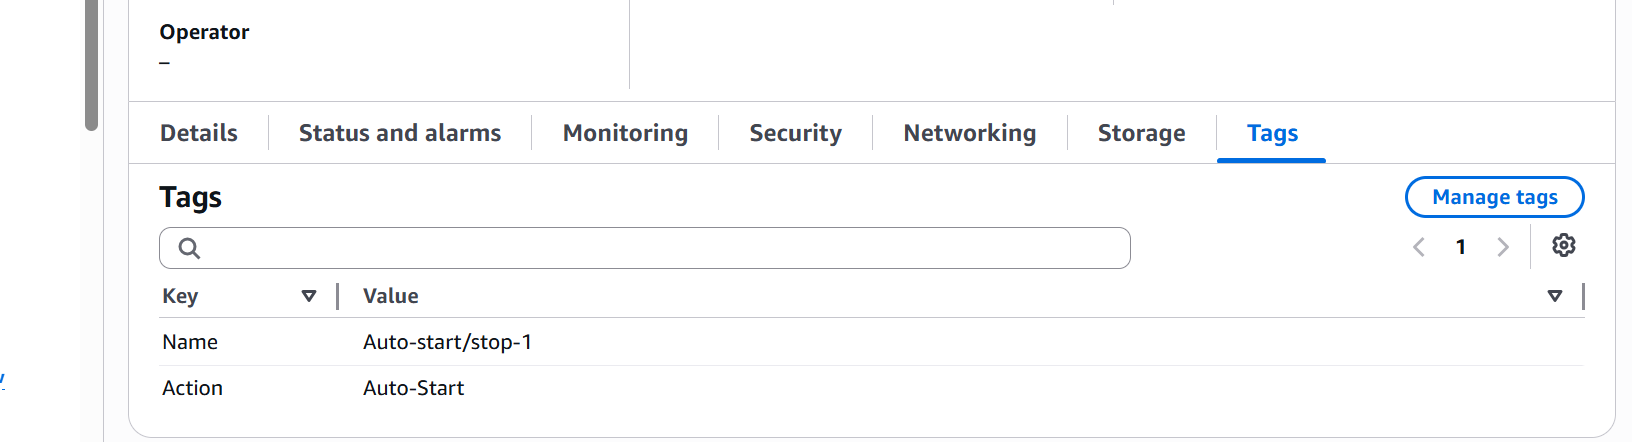 Operator
–
Details Status and alarms Monitoring Security Networking Storage Tags
Tags
Manage tags
1
Key Value
Name Auto-start/stop-1
Action Auto-Start